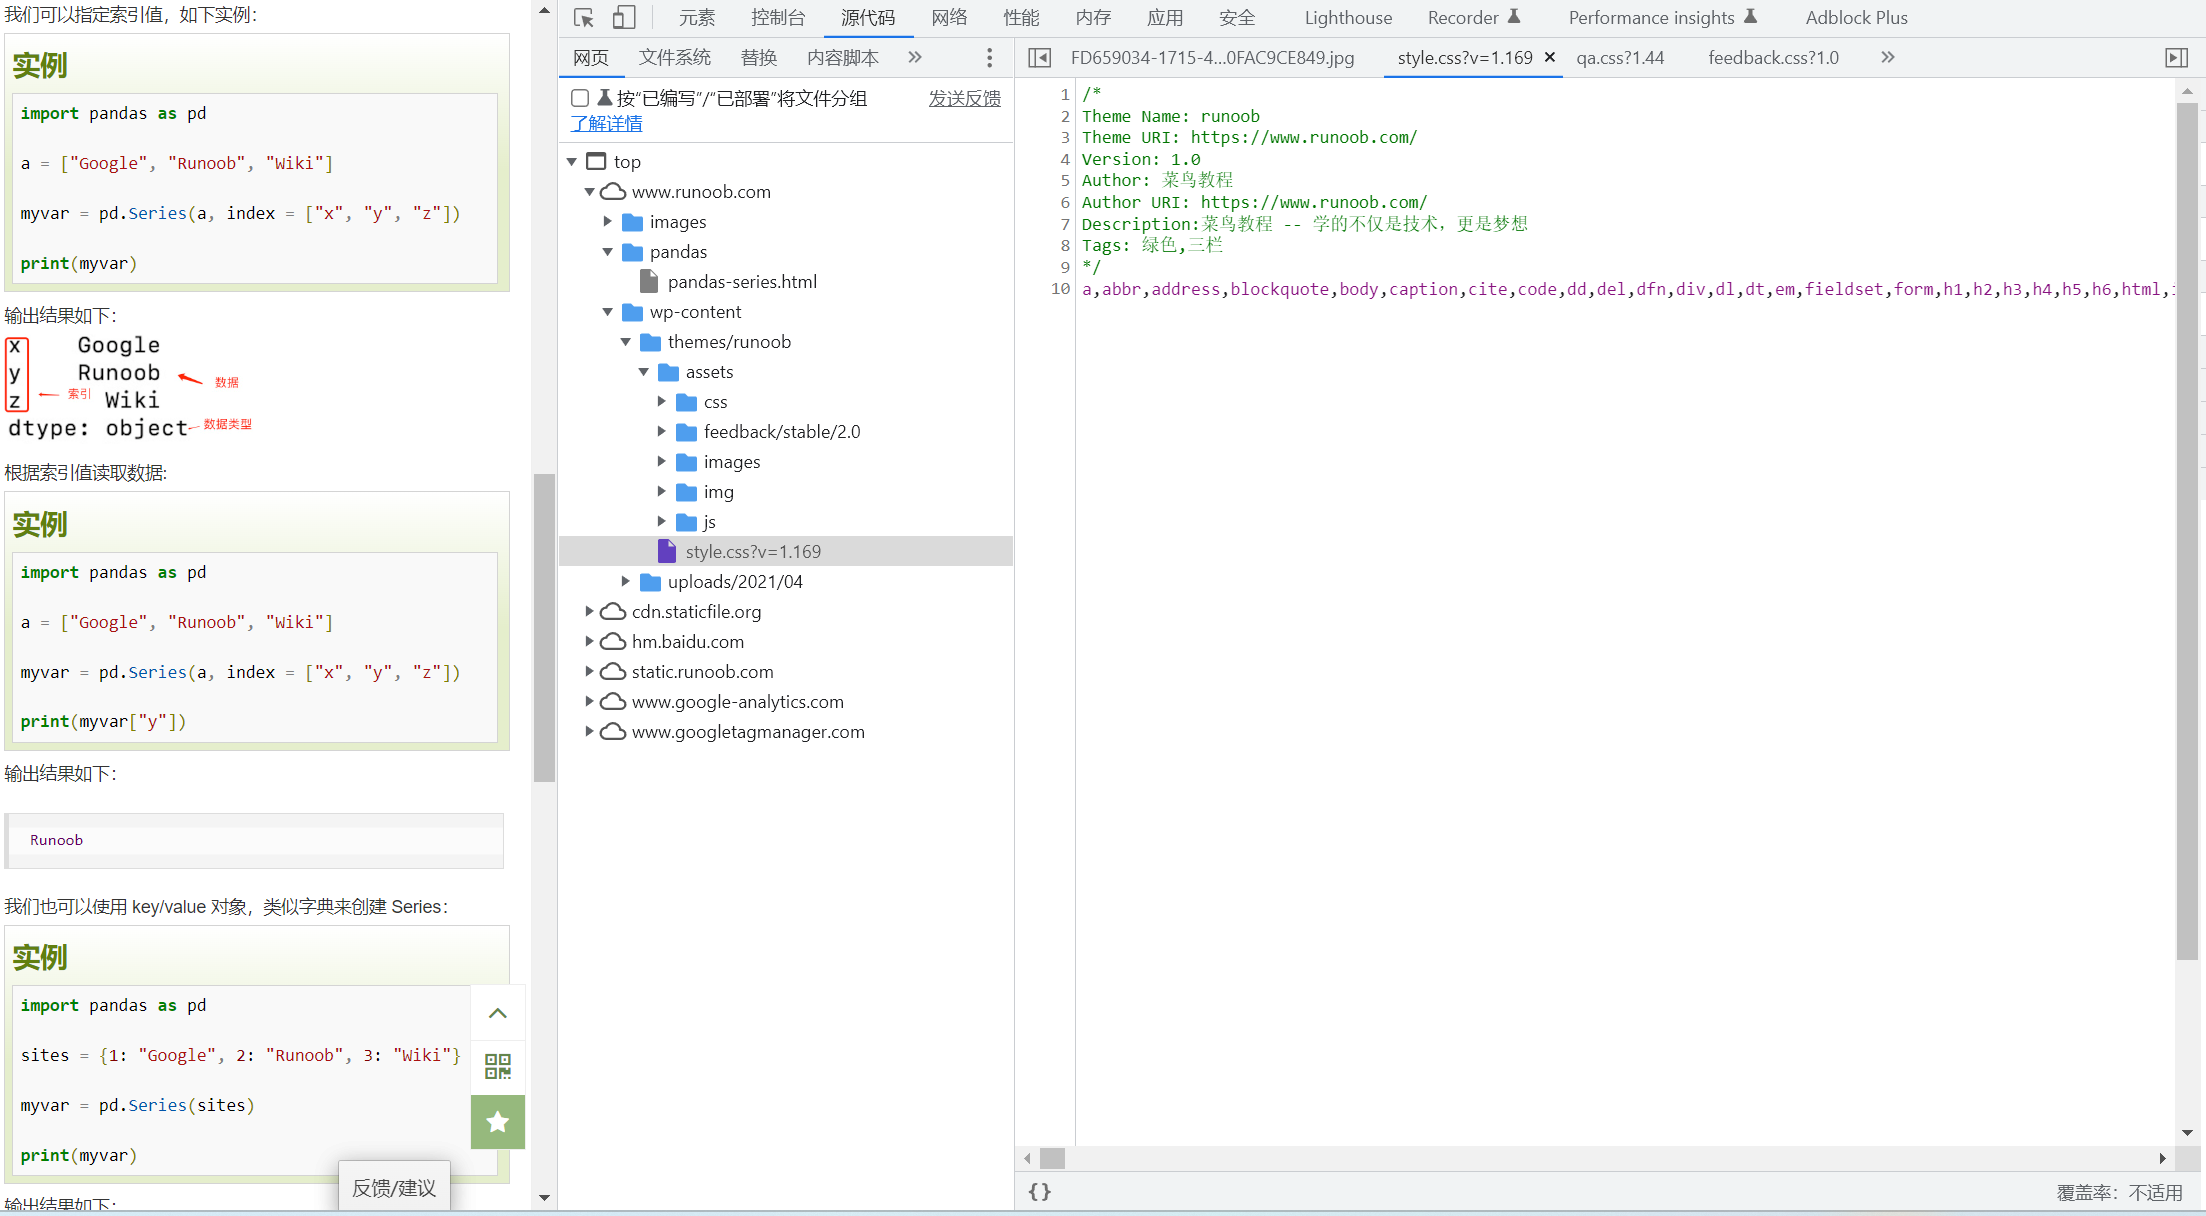 我们可以指定索引值，如下实例：
实例
import pandas as pd
a = ["Google", "Runoob", "Wiki"]
myvar = pd.Series(a, index = ["x", "y", "z"])
print(myvar)
输出结果如下：
x Google
y Runoob
数据
z 索引 Wiki
dtype: object 数据类型
根据索引值读取数据:
实例
import pandas as pd
a = ["Google", "Runoob", "Wiki"]
myvar = pd.Series(a, index = ["x", "y", "z"])
print(myvar["y"])
输出结果如下：
Runoob
我们也可以使用 key/value 对象，类似字典来创建 Series：
实例
import pandas as pd
sites = {1: "Google", 2: "Runoob", 3: "Wiki"}
myvar = pd.Series(sites)
print(myvar)
反馈/建议
输出结果如下：
元素 控制台 源代码 网络 性能 内存 应用 安全 Lighthouse Recorder Performance insights Adblock Plus
网页 文件系统 替换 内容脚本
按“已编写”/“已部署”将文件分组 发送反馈
了解详情
top
www.runoob.com
images
pandas
pandas-series.html
wp-content
themes/runoob
assets
css
feedback/stable/2.0
images
img
js
style.css?v=1.169
uploads/2021/04
cdn.staticfile.org
hm.baidu.com
static.runoob.com
www.google-analytics.com
www.googletagmanager.com
FD659034-1715-4...0FAC9CE849.jpg style.css?v=1.169 qa.css?1.44 feedback.css?1.0
1 /*
2 Theme Name: runoob
3 Theme URI: https://www.runoob.com/
4 Version: 1.0
5 Author: 菜鸟教程
6 Author URI: https://www.runoob.com/
7 Description:菜鸟教程 -- 学的不仅是技术，更是梦想
8 Tags: 绿色,三栏
9 */
10 a,abbr,address,blockquote,body,caption,cite,code,dd,del,dfn,div,dl,dt,em,fieldset,form,h1,h2,h3,h4,h5,h6,html,
{} 覆盖率：不适用